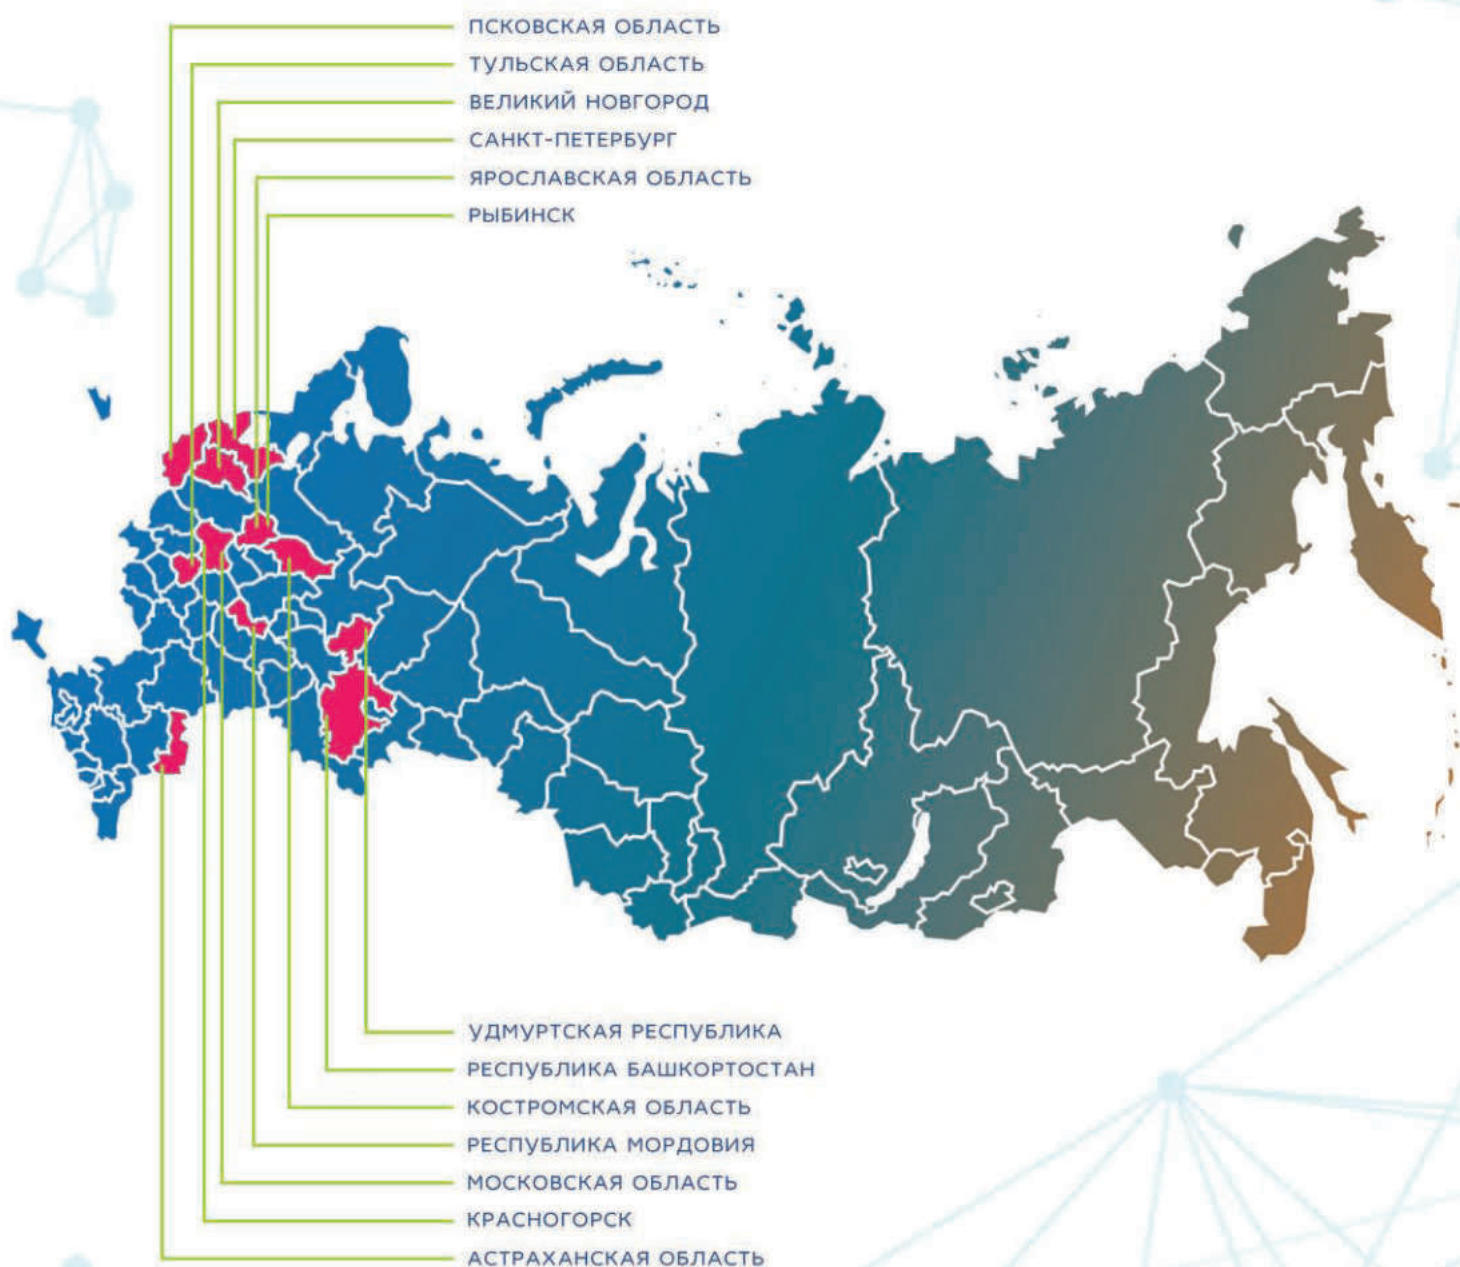 ПСКОВСКАЯ ОБЛАСТЬ
ТУЛЬСКАЯ ОБЛАСТЬ
ВЕЛИКИЙ НОВГОРОД
САНКТ-ПЕТЕРБУРГ
ЯРОСЛАВСКАЯ ОБЛАСТЬ
РЫБИНСК
УДМУРТСКАЯ РЕСПУБЛИКА
РЕСПУБЛИКА БАШКОРТОСТАН
КОСТРОМСКАЯ ОБЛАСТЬ
РЕСПУБЛИКА МОРДОВИЯ
МОСКОВСКАЯ ОБЛАСТЬ
КРАСНОГОРСК
АСТРАХАНСКАЯ ОБЛАСТЬ